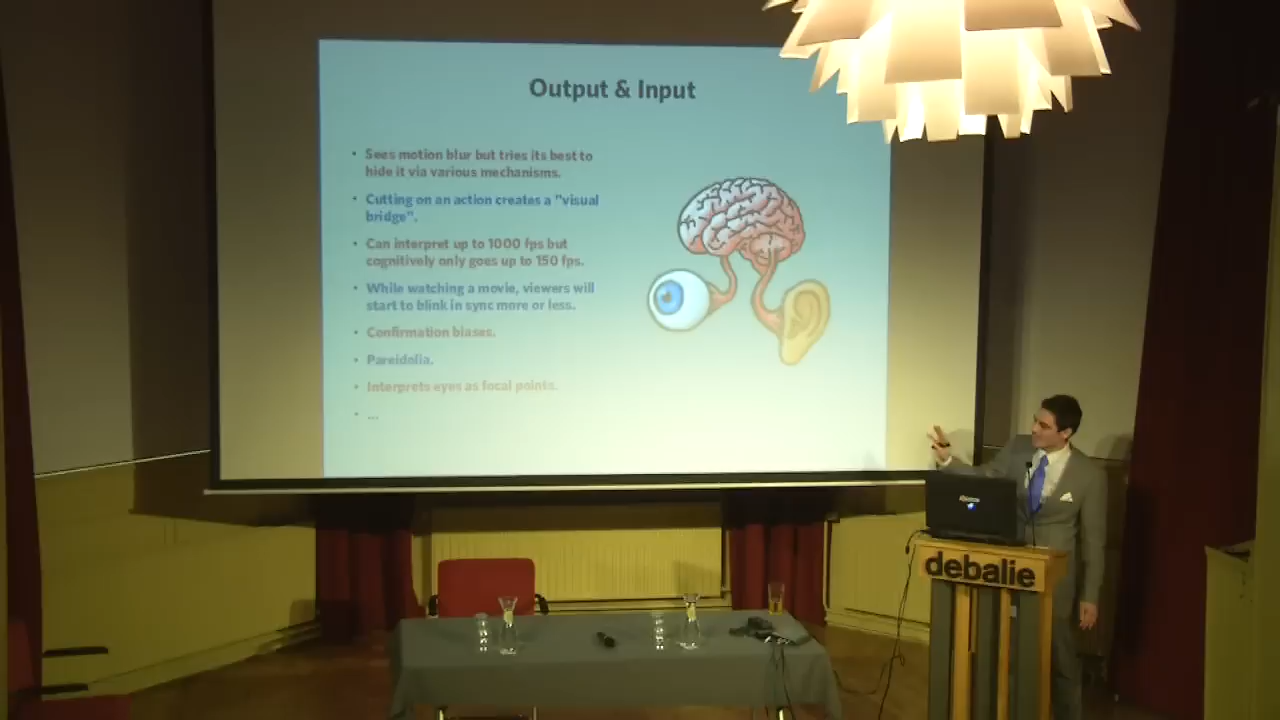 Output & Input
• Sees motion blur but tries its best to
hide it via various mechanisms.
• Cutting on an action creates a "visual
bridge".
• Can interpret up to 1000 fps but
cognitively only goes up to 150 fps.
• While watching a movie, viewers will
start to blink in sync more or less.
• Confirmation biases.
• Pareidolia.
• Interprets eyes as focal points.
• ...
debalie